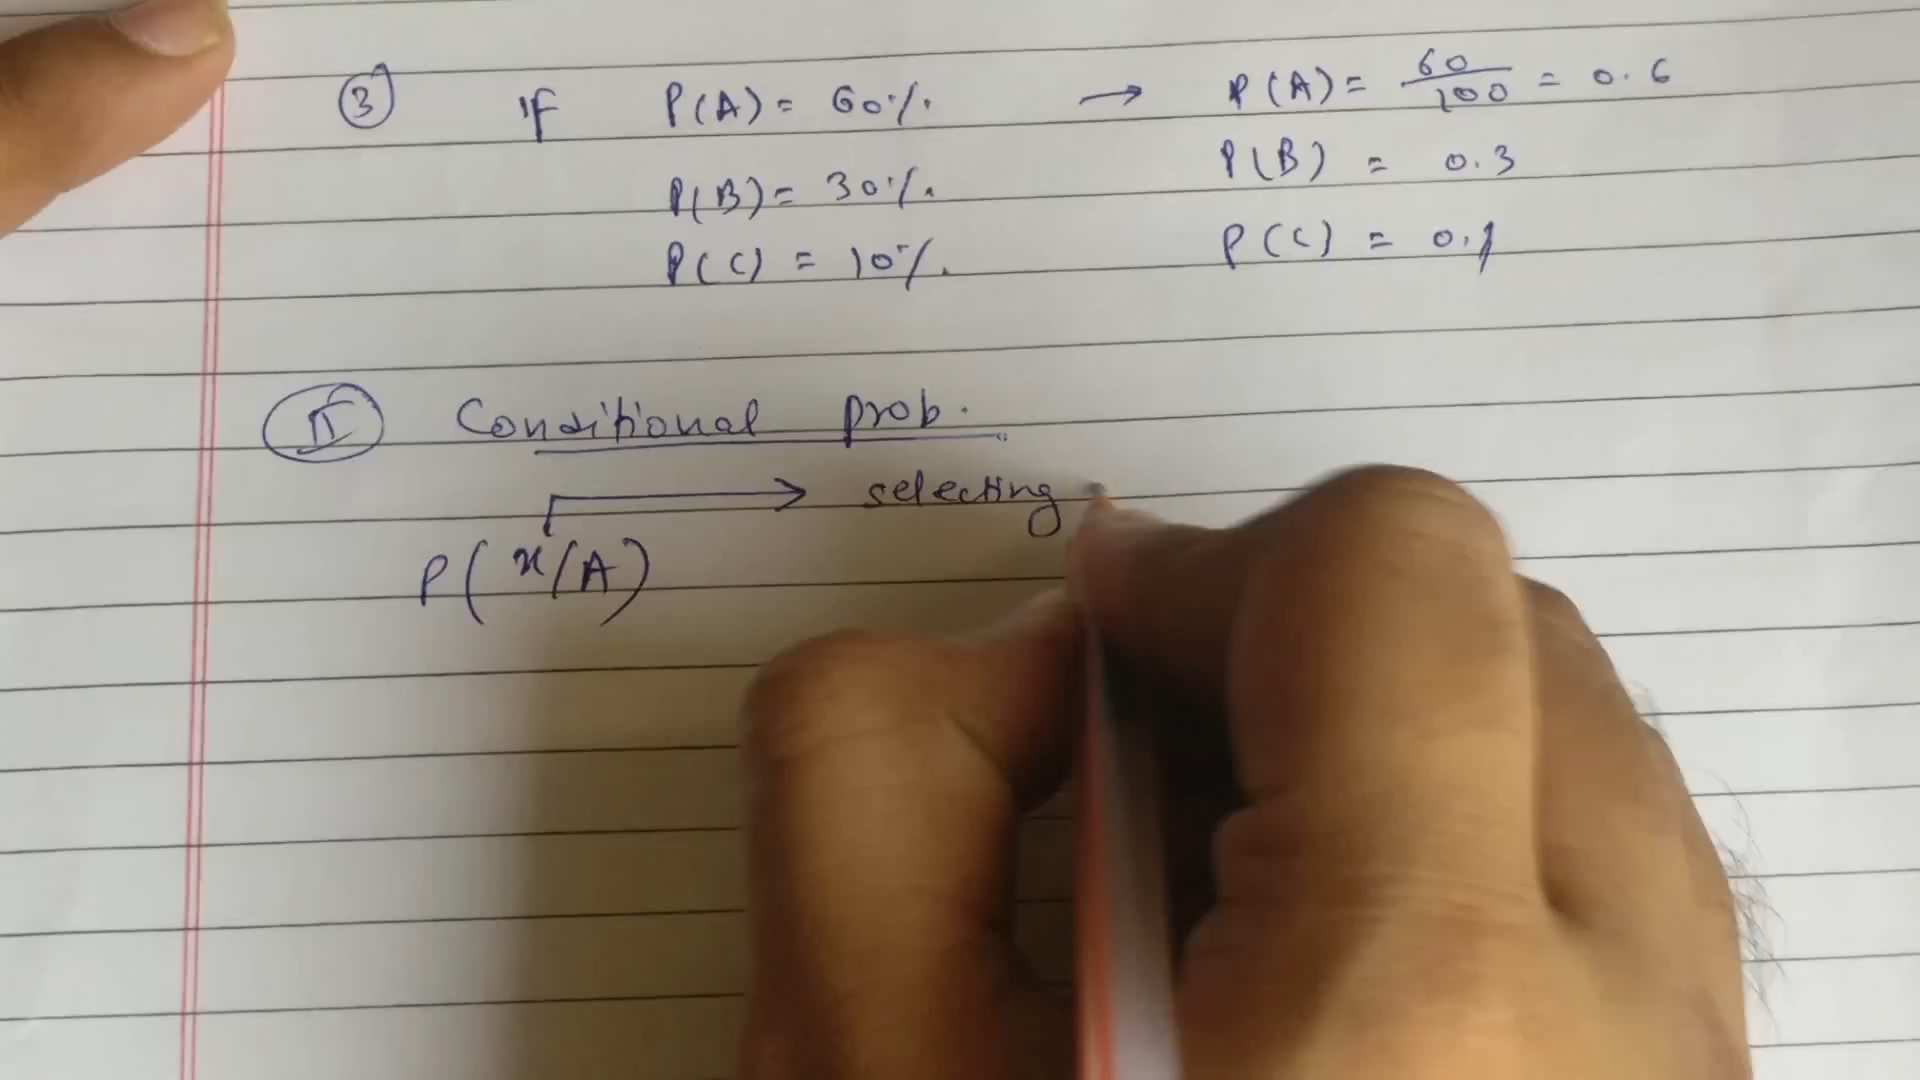 ③ If P(A) = 60% → P(A) = 60/100 = 0.6
P(B) = 30% P(B) = 0.3
P(C) = 10% P(C) = 0.1
II Conditional prob.
→ selecting
P(x/A)